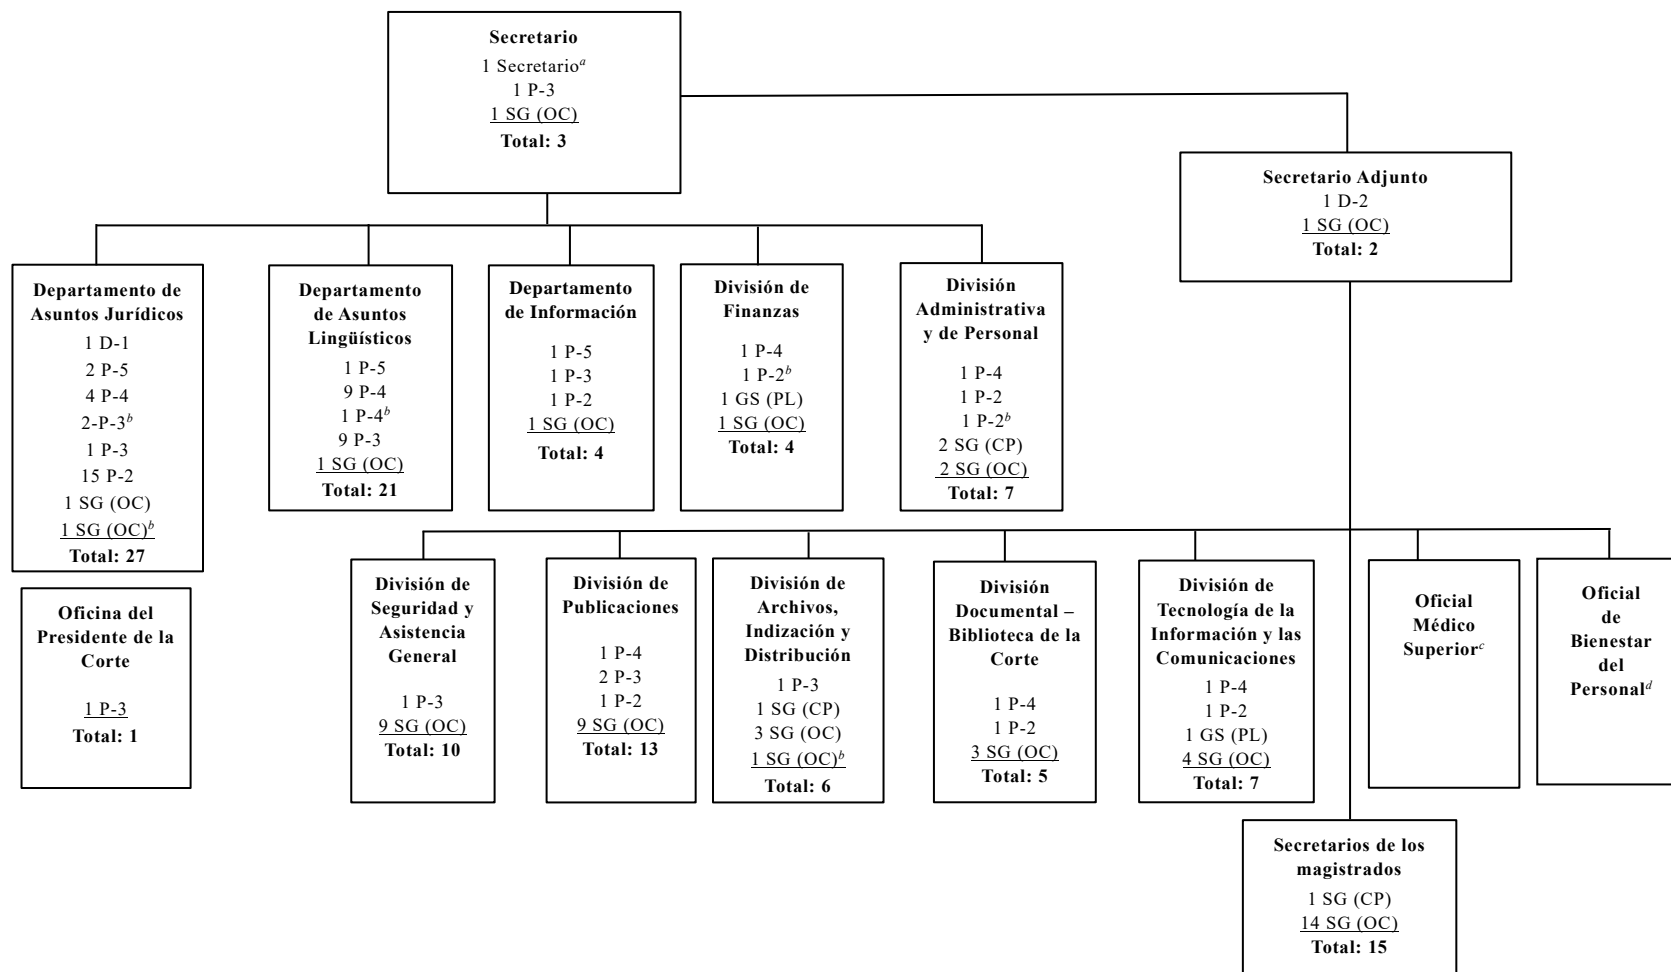 Secretario
1 Secretario^a
1 P-3
1 SG (OC)
Total: 3
Secretario Adjunto
1 D-2
1 SG (OC)
Total: 2
Departamento de
Asuntos Jurídicos
1 D-1
2 P-5
4 P-4
2-P-3^b
1 P-3
15 P-2
1 SG (OC)
1 SG (OC)^b
Total: 27
Departamento
de Asuntos
Lingüísticos
1 P-5
9 P-4
1 P-4^b
9 P-3
1 SG (OC)
Total: 21
Departamento
de Información
1 P-5
1 P-3
1 P-2
1 SG (OC)
Total: 4
División de
Finanzas
1 P-4
1 P-2^b
1 GS (PL)
1 SG (OC)
Total: 4
División
Administrativa
y de Personal
1 P-4
1 P-2
1 P-2^b
2 SG (CP)
2 SG (OC)
Total: 7
Oficina del
Presidente de la
Corte
1 P-3
Total: 1
División de
Seguridad y
Asistencia
General
1 P-3
9 SG (OC)
Total: 10
División de
Publicaciones
1 P-4
2 P-3
1 P-2
9 SG (OC)
Total: 13
División de
Archivos,
Indización y
Distribución
1 P-3
1 SG (CP)
3 SG (OC)
1 SG (OC)^b
Total: 6
División
Documental –
Biblioteca de la
Corte
1 P-4
1 P-2
3 SG (OC)
Total: 5
División de
Tecnología de la
Información y las
Comunicaciones
1 P-4
1 P-2
1 GS (PL)
4 SG (OC)
Total: 7
Oficial
Médico
Superior^c
Oficial
de
Bienestar
del
Personal^d
Secretarios de los
magistrados
1 SG (CP)
14 SG (OC)
Total: 15